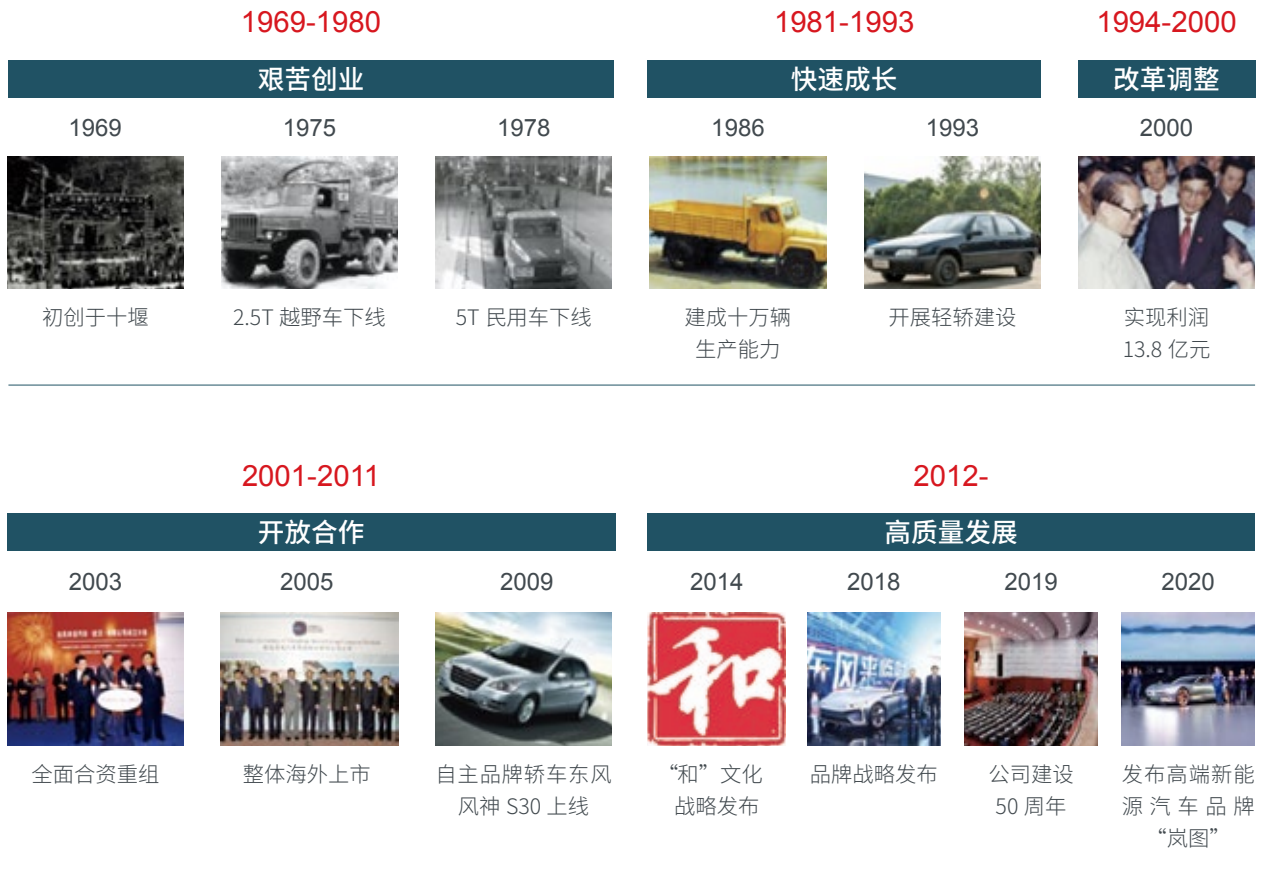 1969-1980
1981-1993
1994-2000
艰苦创业
快速成长
改革调整
1969
1975
1978
1986
1993
2000
初创于十堰
2.5T 越野车下线
5T 民用车下线
建成十万辆
生产能力
开展轻轿建设
实现利润
13.8 亿元
2001-2011
2012-
开放合作
高质量发展
2003
2005
2009
2014
2018
2019
2020
和
东风来临
全面合资重组
整体海外上市
自主品牌轿车东风
风神 S30 上线
“和”文化
战略发布
品牌战略发布
公司建设
50 周年
发布高端新能
源汽车品牌
“岚图”